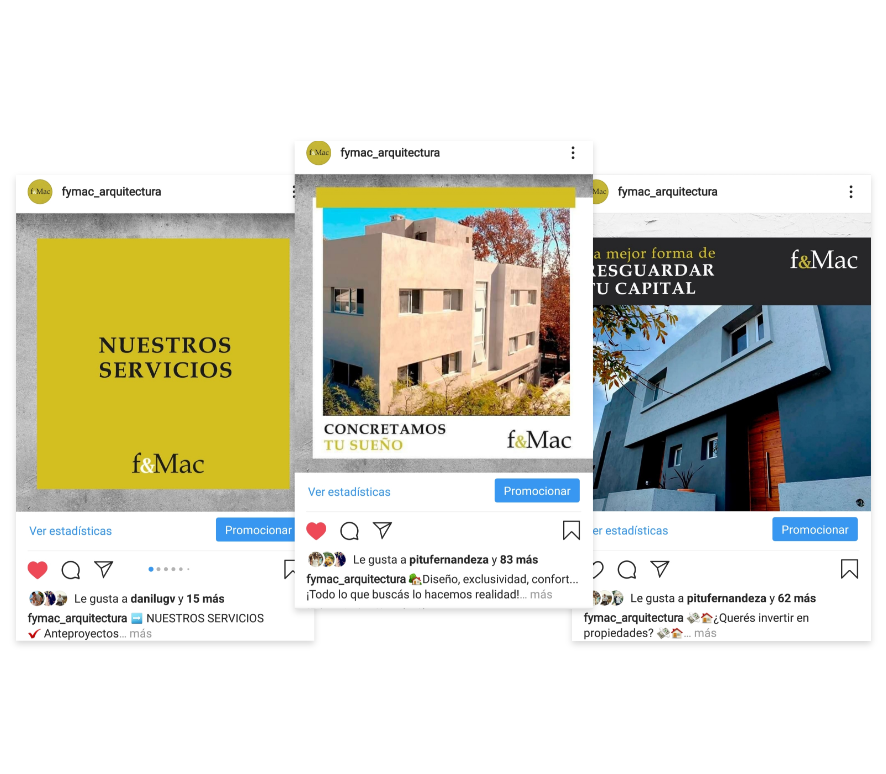 f&Mac
fymac_arquitectura
NUESTROS
SERVICIOS
f&Mac
Ver estadísticas
Promocionar
Le gusta a danilugv y 15 más
fymac_arquitectura ➡️ NUESTROS SERVICIOS
✔️ Anteproyectos... más
f&Mac
fymac_arquitectura
CONCRETAMOS
TU SUEÑO
f&Mac
Ver estadísticas
Promocionar
Le gusta a pitufernandeza y 83 más
fymac_arquitectura 🏡Diseño, exclusividad, confort...
¡Todo lo que buscás lo hacemos realidad!... más
&Mac
fymac_arquitectura
a mejor forma de
RESGUARDAR
TU CAPITAL
f&Mac
er estadísticas
Promocionar
Le gusta a pitufernandeza y 62 más
fymac_arquitectura 💸🏠¿Querés invertir en
propiedades? 💸🏠... más